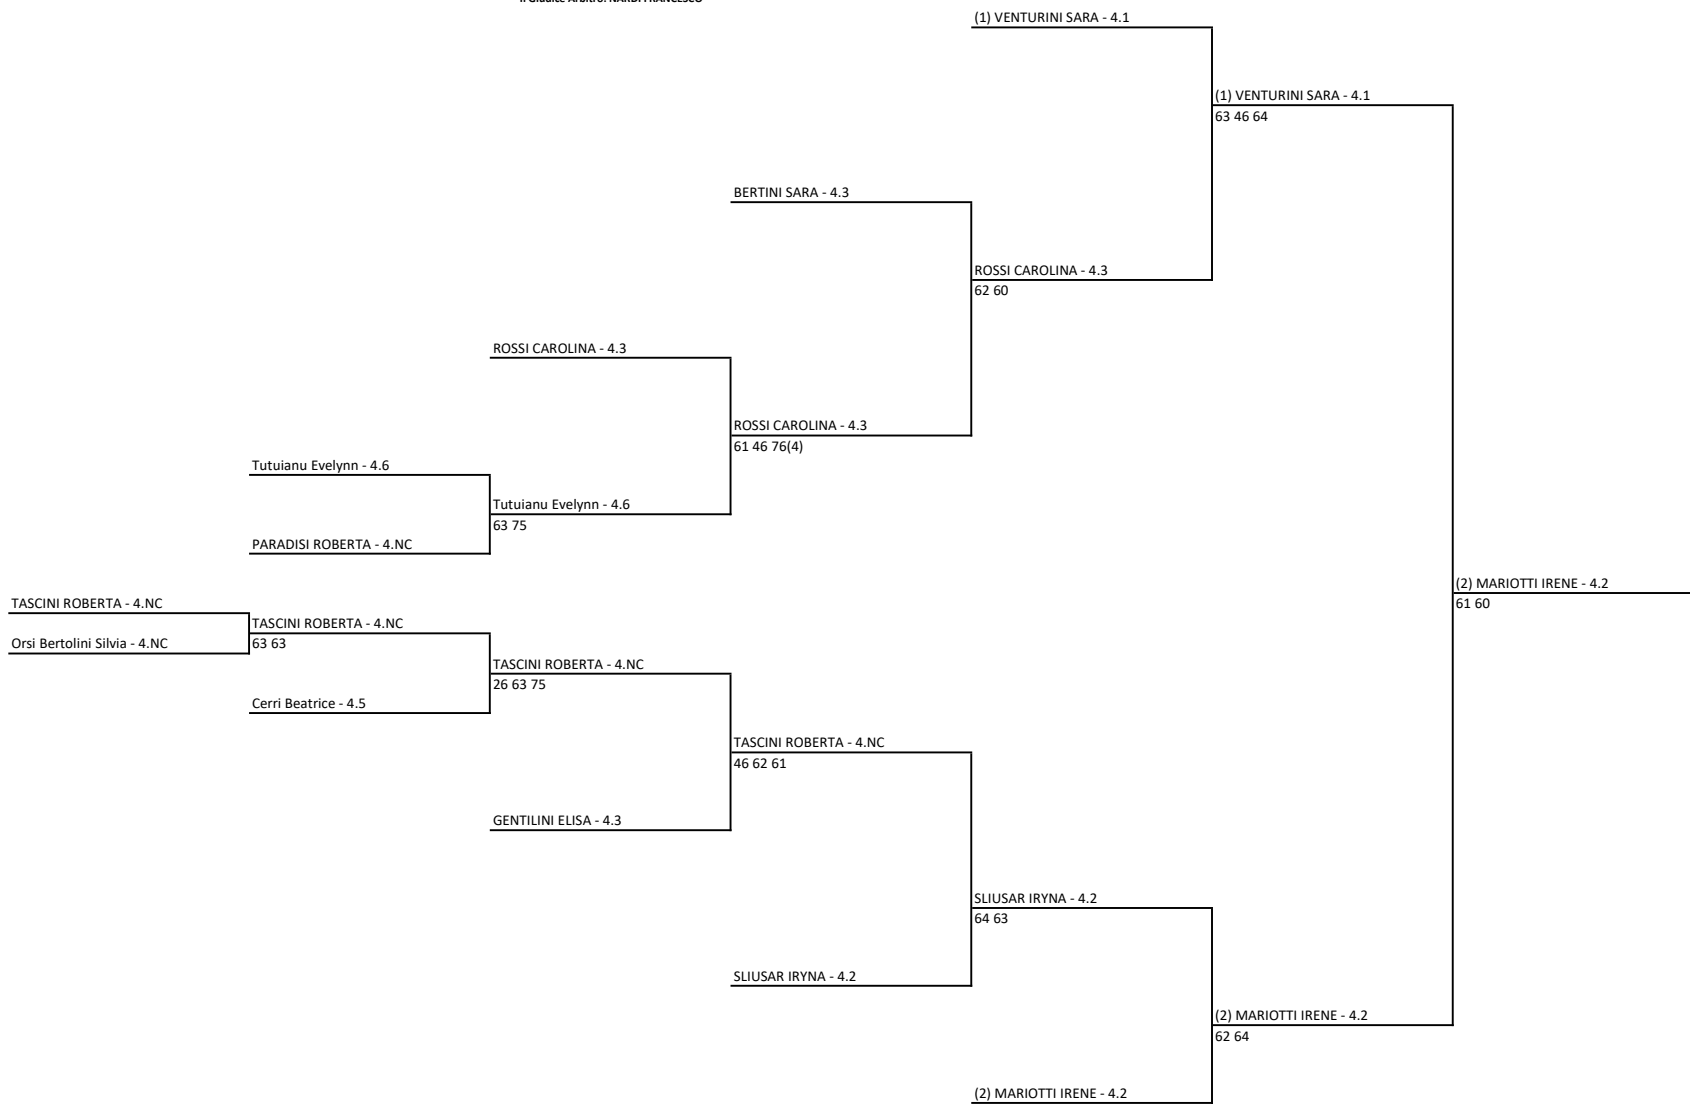 Il Giudice Arbitro: NARDI FRANCESCO
(1) VENTURINI SARA - 4.1
(1) VENTURINI SARA - 4.1
63 46 64
BERTINI SARA - 4.3
ROSSI CAROLINA - 4.3
62 60
ROSSI CAROLINA - 4.3
ROSSI CAROLINA - 4.3
61 46 76(4)
Tutuianu Evelynn - 4.6
Tutuianu Evelynn - 4.6
63 75
PARADISI ROBERTA - 4.NC
(2) MARIOTTI IRENE - 4.2
61 60
TASCINI ROBERTA - 4.NC
TASCINI ROBERTA - 4.NC
Orsi Bertolini Silvia - 4.NC
63 63
TASCINI ROBERTA - 4.NC
26 63 75
Cerri Beatrice - 4.5
TASCINI ROBERTA - 4.NC
46 62 61
GENTILINI ELISA - 4.3
SLIUSAR IRYNA - 4.2
64 63
SLIUSAR IRYNA - 4.2
(2) MARIOTTI IRENE - 4.2
62 64
(2) MARIOTTI IRENE - 4.2